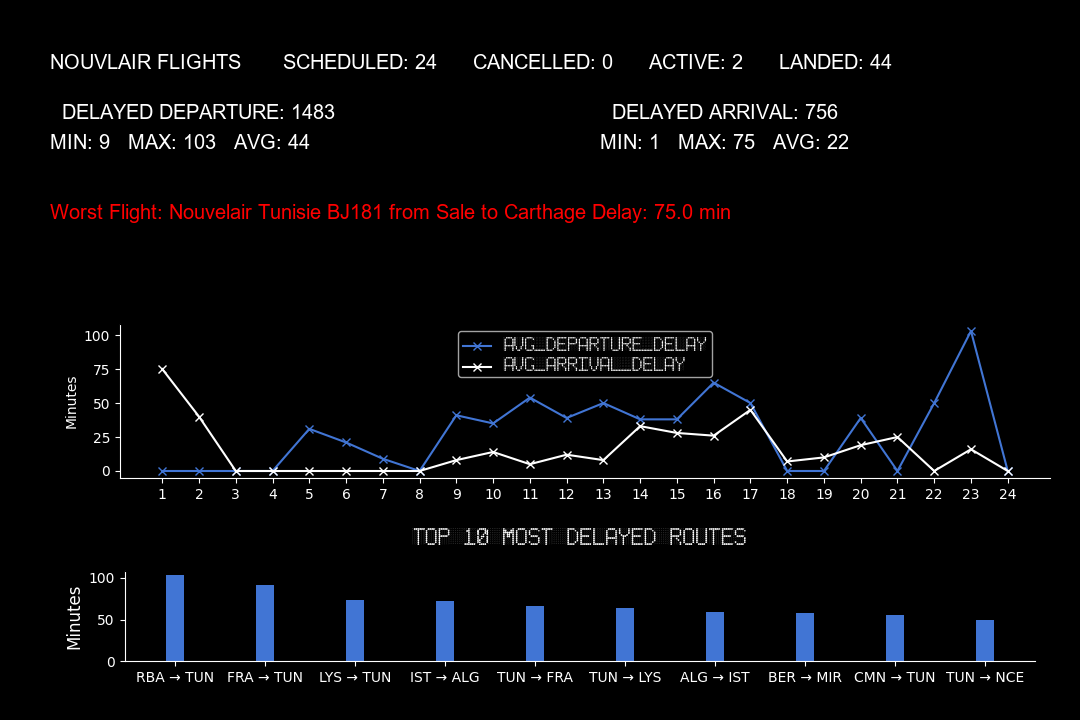 NOUVLAIR FLIGHTS SCHEDULED: 24 CANCELLED: 0 ACTIVE: 2 LANDED: 44
DELAYED DEPARTURE: 1483 DELAYED ARRIVAL: 756
MIN: 9 MAX: 103 AVG: 44 MIN: 1 MAX: 75 AVG: 22
Worst Flight: Nouvelair Tunisie BJ181 from Sale to Carthage Delay: 75.0 min
AVG_DEPARTURE_DELAY
AVG_ARRIVAL_DELAY
Minutes
100
75
50
25
0
1 2 3 4 5 6 7 8 9 10 11 12 13 14 15 16 17 18 19 20 21 22 23 24
TOP 10 MOST DELAYED ROUTES
Minutes
100
50
0
RBA → TUN FRA → TUN LYS → TUN IST → ALG TUN → FRA TUN → LYS ALG → IST BER → MIR CMN → TUN TUN → NCE